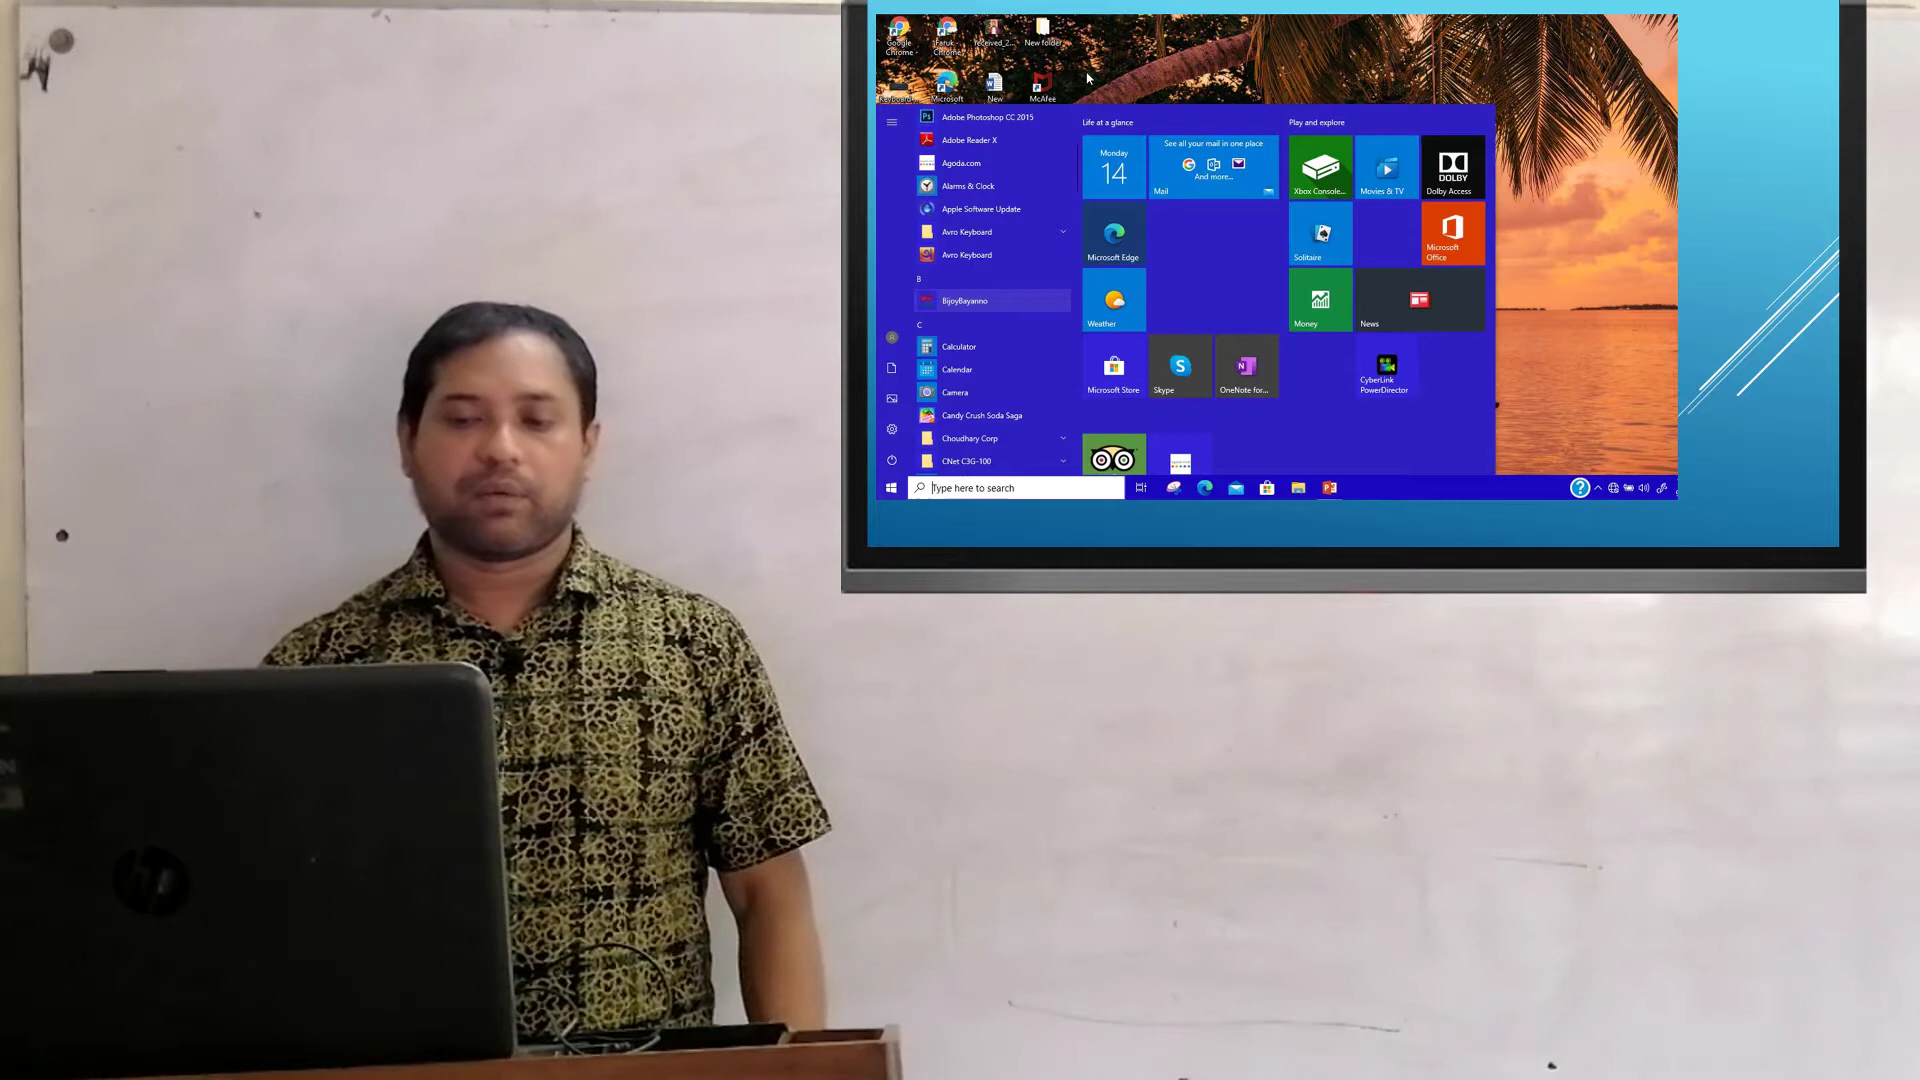 Google
Chrome
Faruk -
Chrome
received_2...
New folder
Keyboard...
Microsoft
New
McAfee
Adobe Photoshop CC 2015
Adobe Reader X
Agoda.com
Alarms & Clock
Apple Software Update
Avro Keyboard
Avro Keyboard
B
BijoyBayanno
C
Calculator
Calendar
Camera
Candy Crush Soda Saga
Choudhary Corp
CNet C3G-100
Life at a glance
Monday
14
See all your mail in one place
And more...
Mail
Microsoft Edge
Weather
Microsoft Store
Skype
OneNote for...
Play and explore
Xbox Console...
Movies & TV
DOLBY
Dolby Access
Solitaire
Microsoft
Office
Money
News
CyberLink
PowerDirector
Type here to search
hp